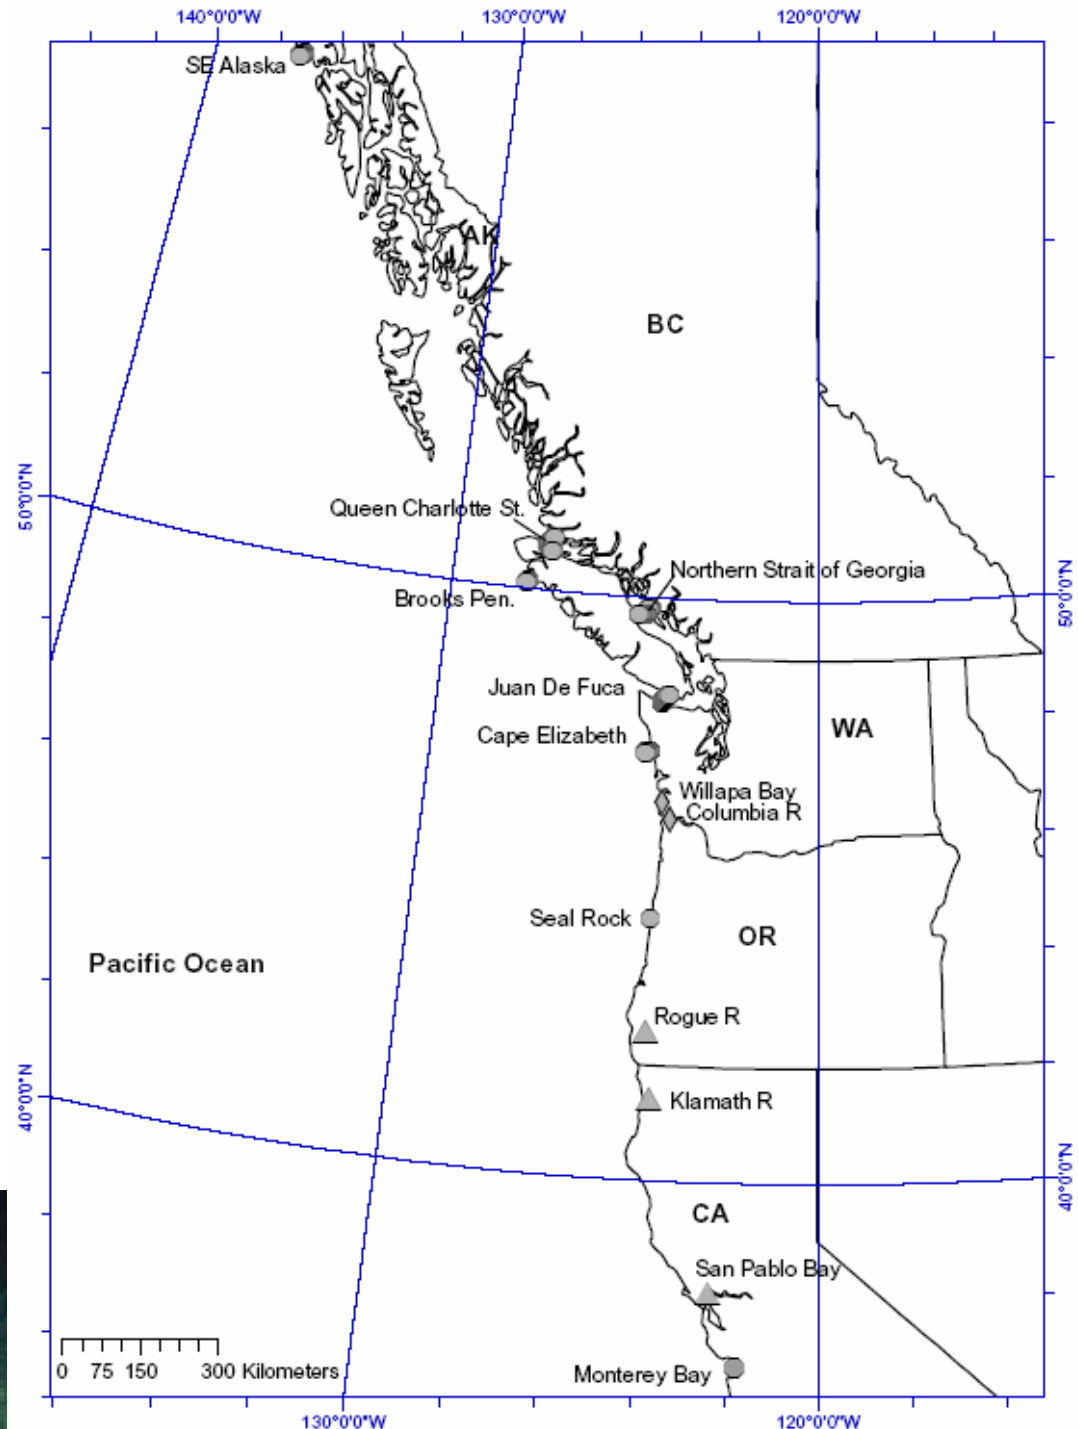 140°0'0"W 130°0'0"W 120°0'0"W
SE Alaska
AK
BC
50°0'0"N
Queen Charlotte St.
Northern Strait of Georgia
50°0'0"N
Brooks Pen.
Juan De Fuca
WA
Cape Elizabeth
Willapa Bay
Columbia R
Seal Rock
OR
Pacific Ocean
Rogue R
40°0'0"N
Klamath R
40°0'0"N
CA
San Pablo Bay
0 75 150 300 Kilometers
Monterey Bay
130°0'0"W 120°0'0"W